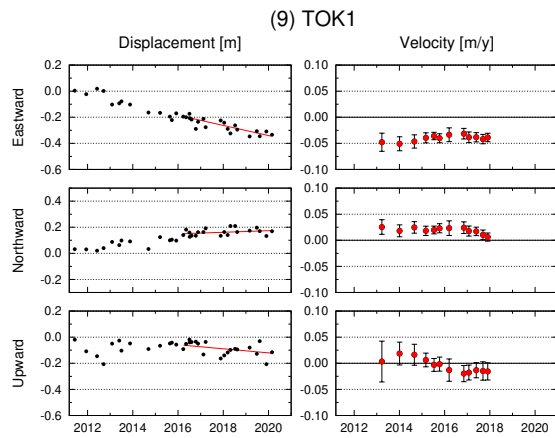 (9) TOK1
Displacement [m] Velocity [m/y]
Eastward
0.2 0.10
0.0 0.05
-0.2 0.00
-0.4 -0.05
-0.6 -0.10
Northward
0.4 0.10
0.2 0.05
0.0 0.00
-0.2 -0.05
-0.10
Upward
0.2 0.10
0.0 0.05
-0.2 0.00
-0.4 -0.05
-0.6 -0.10
2012 2014 2016 2018 2020 2012 2014 2016 2018 2020